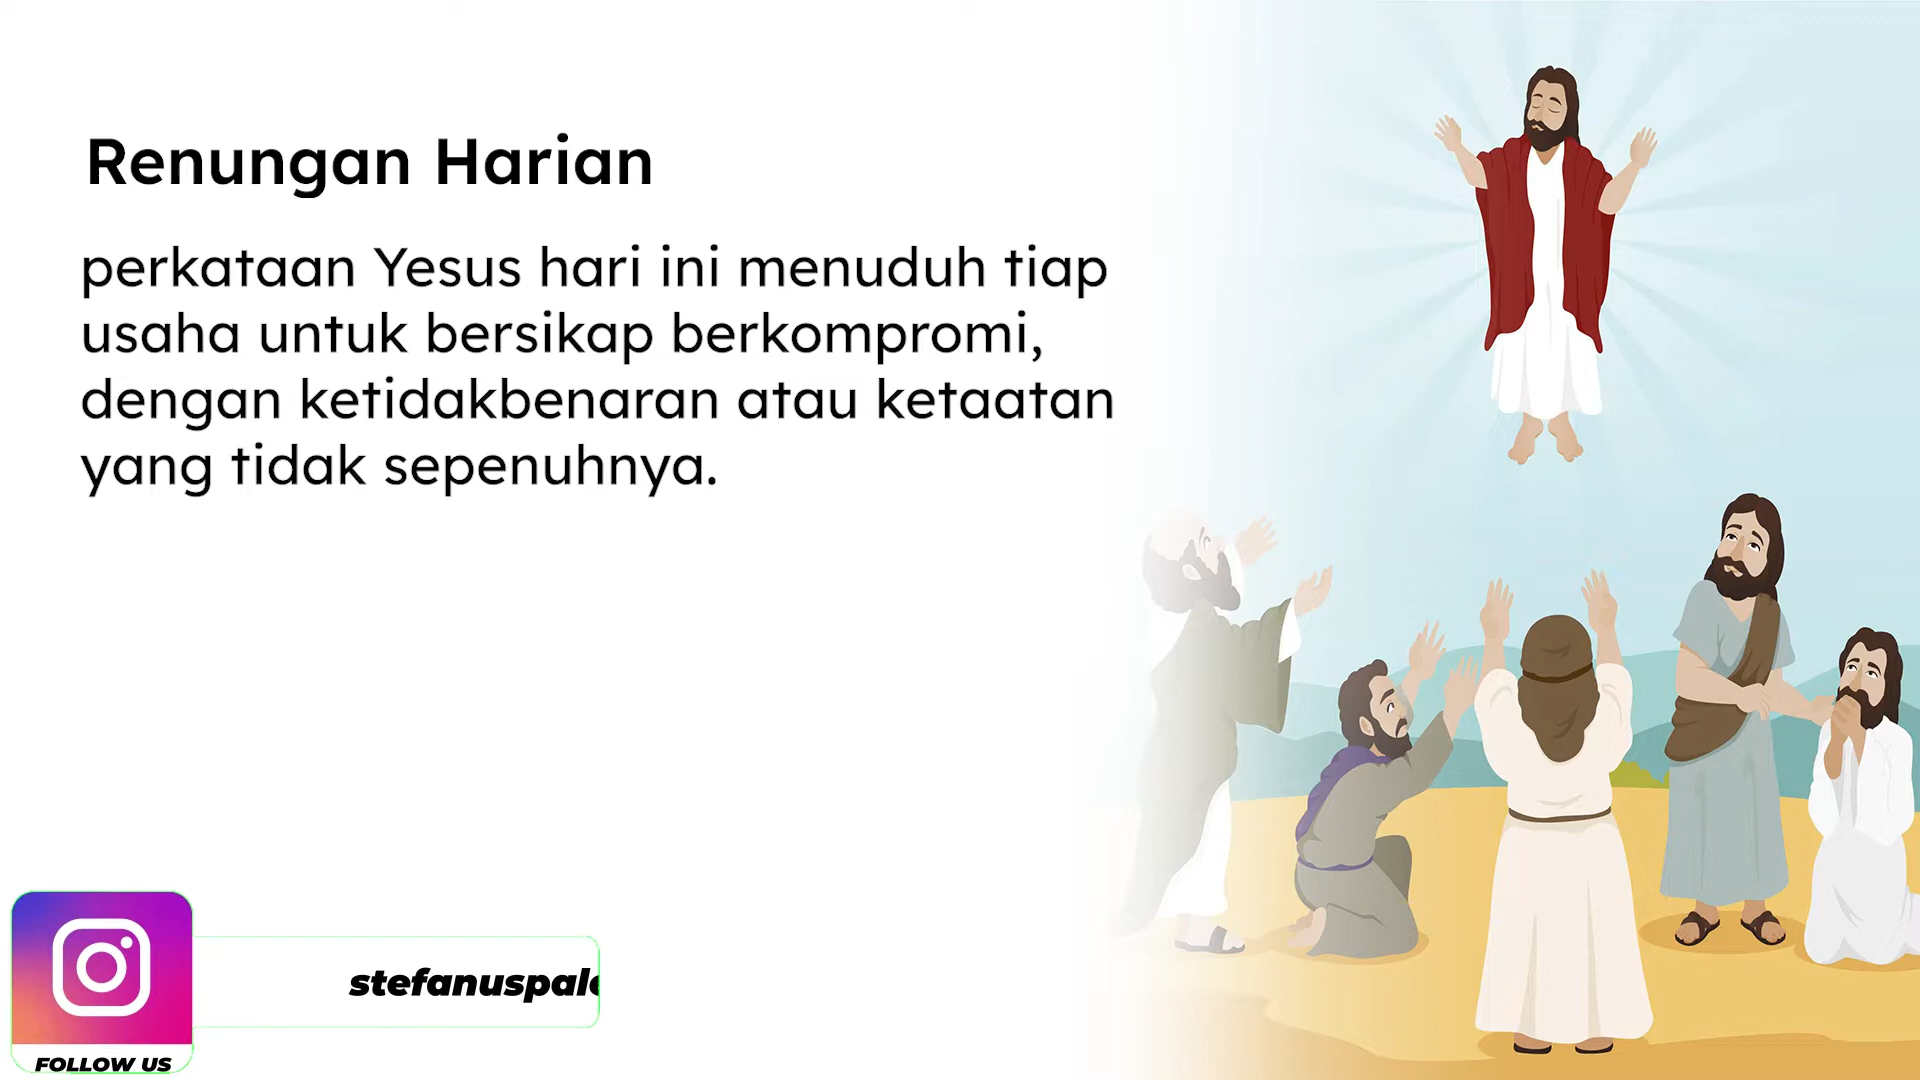 Renungan Harian
perkataan Yesus hari ini menuduh tiap
usaha untuk bersikap berkompromi,
dengan ketidakbenaran atau ketaatan
yang tidak sepenuhnya.
FOLLOW US